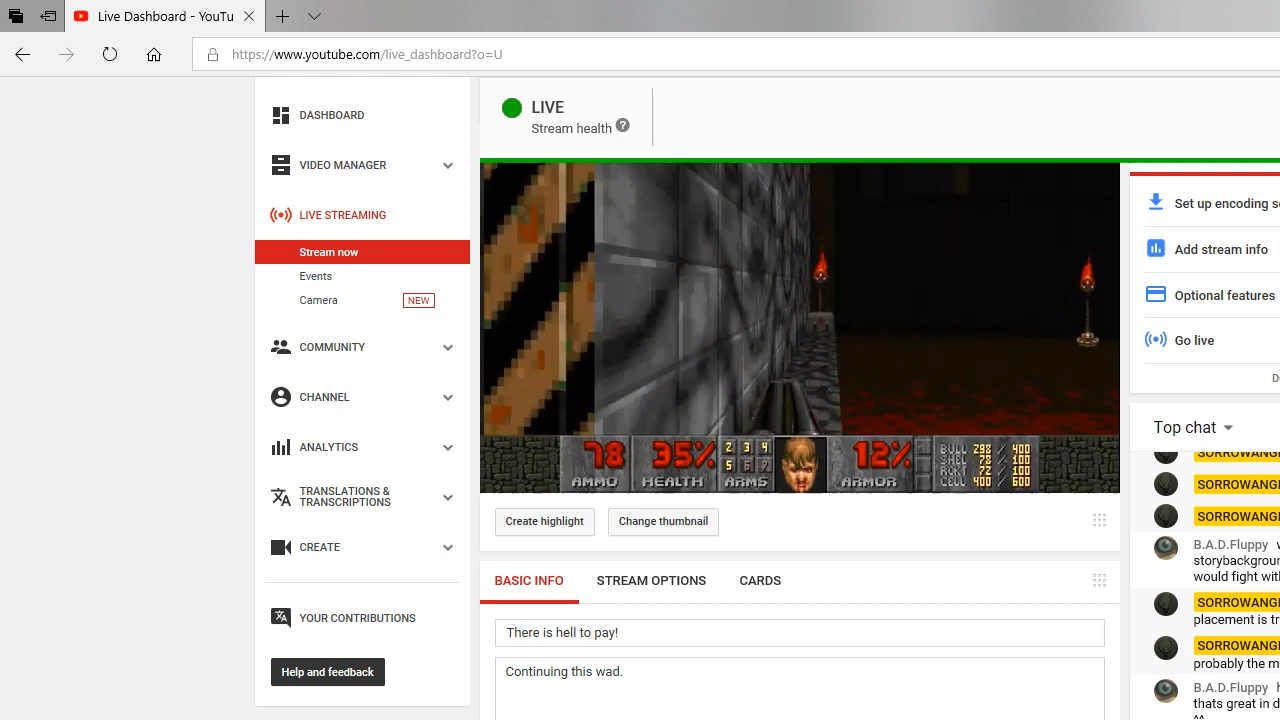 Live Dashboard - YouTu
https://www.youtube.com/live_dashboard?o=U
DASHBOARD
VIDEO MANAGER
LIVE STREAMING
Stream now
Events
Camera NEW
COMMUNITY
CHANNEL
ANALYTICS
TRANSLATIONS &
TRANSCRIPTIONS
CREATE
YOUR CONTRIBUTIONS
Help and feedback
LIVE
Stream health ?
78 35% 2 3 4 12% BULL 298 / 400
SHEL 78 / 100
5 6 7 RCKT 72 / 100
AMMO HEALTH ARMS ARMOR CELL 400 / 600
Create highlight Change thumbnail
BASIC INFO STREAM OPTIONS CARDS
There is hell to pay!
Continuing this wad.
Set up encoding
Add stream info
Optional features
Go live
Top chat
SORROWANG
SORROWANG
SORROWANG
B.A.D.Fluppy
storybackgroun
would fight wit
SORROWANG
placement is tr
SORROWANG
probably the m
B.A.D.Fluppy
thats great in d
^^